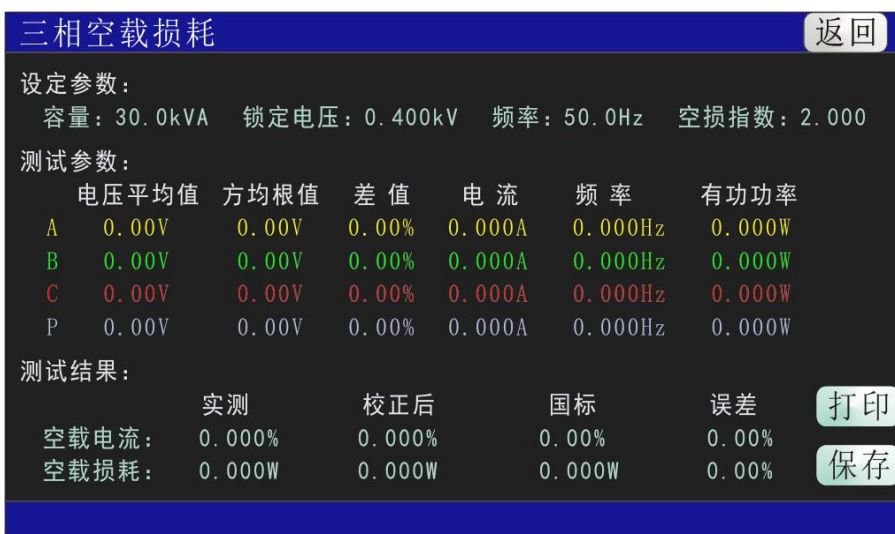 三相空载损耗 返回
设定参数:
容量: 30.0kVA 锁定电压: 0.400kV 频率: 50.0Hz 空损指数: 2.000
测试参数:
电压平均值 方均根值 差 值 电 流 频 率 有功功率
A 0.00V 0.00V 0.00% 0.000A 0.000Hz 0.000W
B 0.00V 0.00V 0.00% 0.000A 0.000Hz 0.000W
C 0.00V 0.00V 0.00% 0.000A 0.000Hz 0.000W
P 0.00V 0.00V 0.00% 0.000A 0.000Hz 0.000W
测试结果:
实测 校正后 国标 误差 打印
空载电流: 0.000% 0.000% 0.00% 0.00%
空载损耗: 0.000W 0.000W 0.000W 0.00% 保存